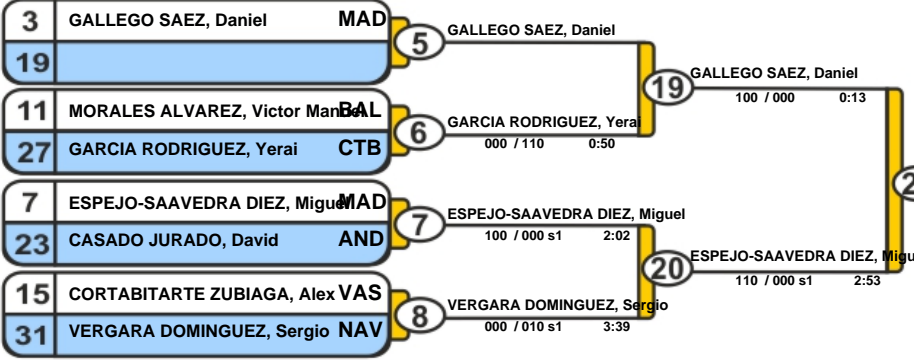 3 GALLEGO SAEZ, Daniel MAD
19
5
GALLEGO SAEZ, Daniel
11 MORALES ALVAREZ, Victor Manuel BAL
27 GARCIA RODRIGUEZ, Yerai CTB
6
GARCIA RODRIGUEZ, Yerai
000 / 110 0:50
19
GALLEGO SAEZ, Daniel
100 / 000 0:13
7 ESPEJO-SAAVEDRA DIEZ, Miguel MAD
23 CASADO JURADO, David AND
7
ESPEJO-SAAVEDRA DIEZ, Miguel
100 / 000 s1 2:02
15 CORTABITARTE ZUBIAGA, Alex VAS
31 VERGARA DOMINGUEZ, Sergio NAV
8
VERGARA DOMINGUEZ, Sergio
000 / 010 s1 3:39
20
ESPEJO-SAAVEDRA DIEZ,
110 / 000 s1 2:53